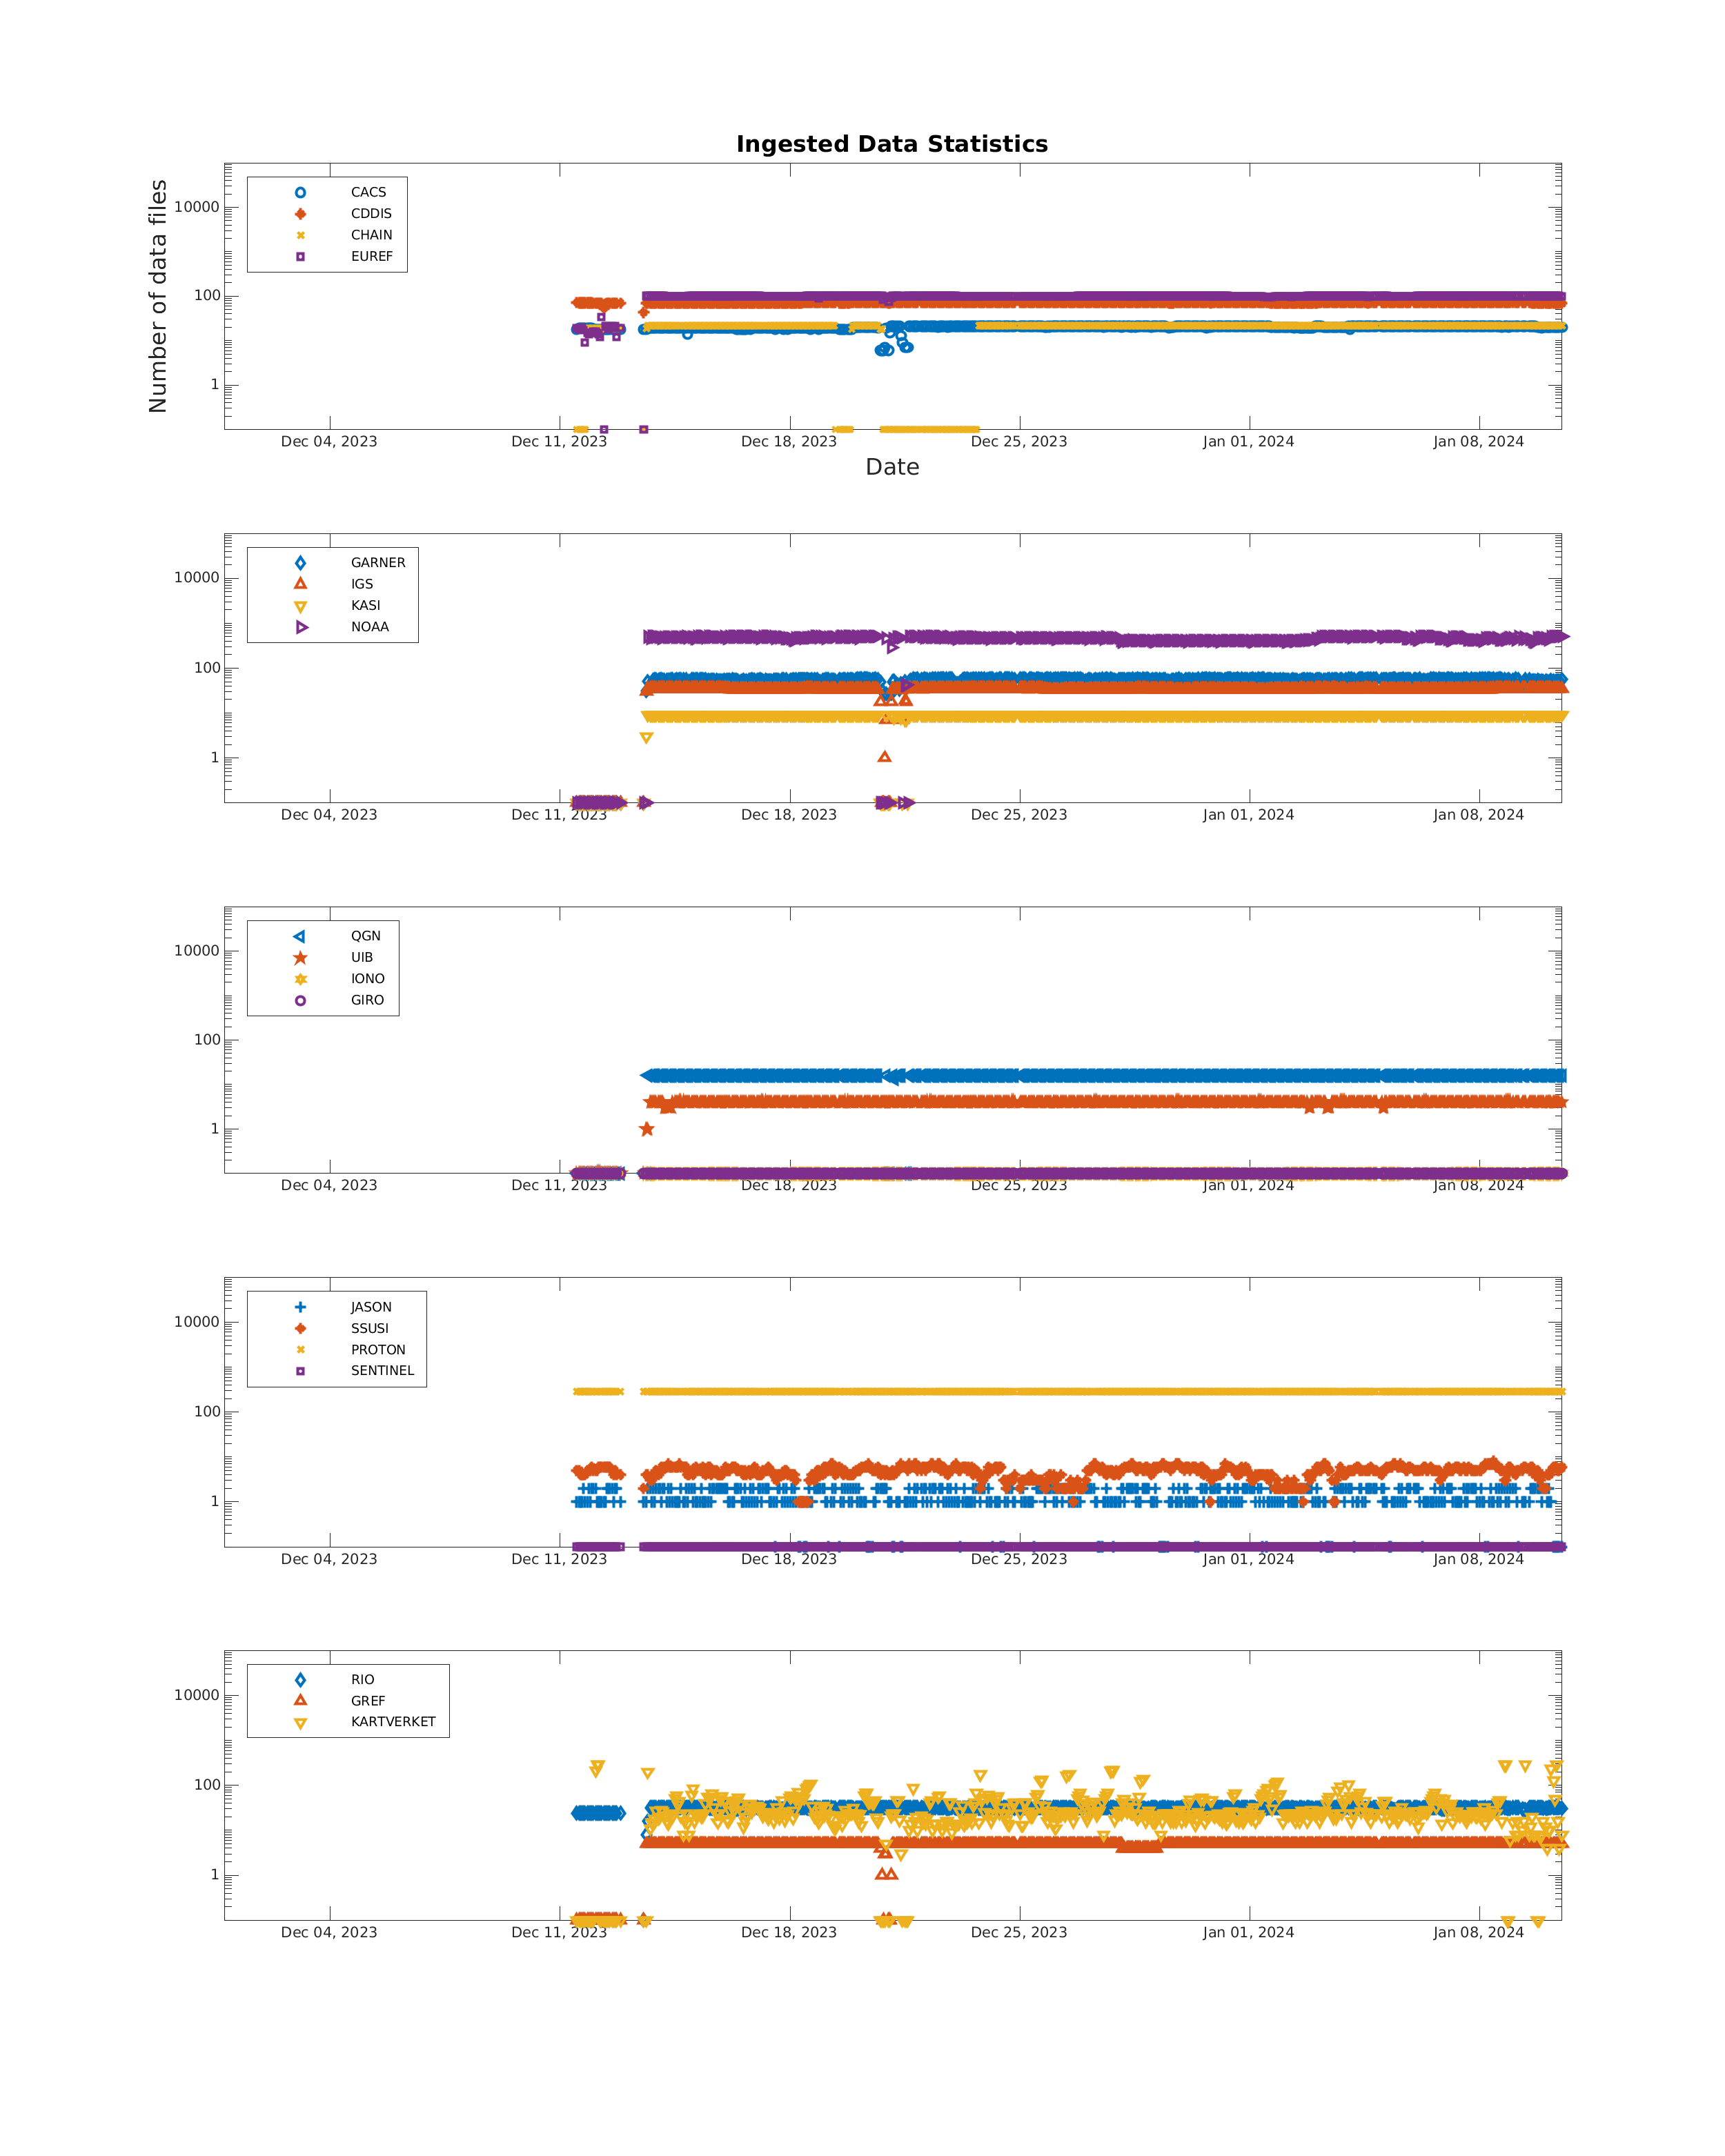 Ingested Data Statistics
Number of data files
10000
100
1
CACS
CDDIS
CHAIN
EUREF
Dec 04, 2023
Dec 11, 2023
Dec 18, 2023
Dec 25, 2023
Jan 01, 2024
Jan 08, 2024
Date
10000
100
1
GARNER
IGS
KASI
NOAA
Dec 04, 2023
Dec 11, 2023
Dec 18, 2023
Dec 25, 2023
Jan 01, 2024
Jan 08, 2024
10000
100
1
QGN
UIB
IONO
GIRO
Dec 04, 2023
Dec 11, 2023
Dec 18, 2023
Dec 25, 2023
Jan 01, 2024
Jan 08, 2024
10000
100
1
JASON
SSUSI
PROTON
SENTINEL
Dec 04, 2023
Dec 11, 2023
Dec 18, 2023
Dec 25, 2023
Jan 01, 2024
Jan 08, 2024
10000
100
1
RIO
GREF
KARTVERKET
Dec 04, 2023
Dec 11, 2023
Dec 18, 2023
Dec 25, 2023
Jan 01, 2024
Jan 08, 2024